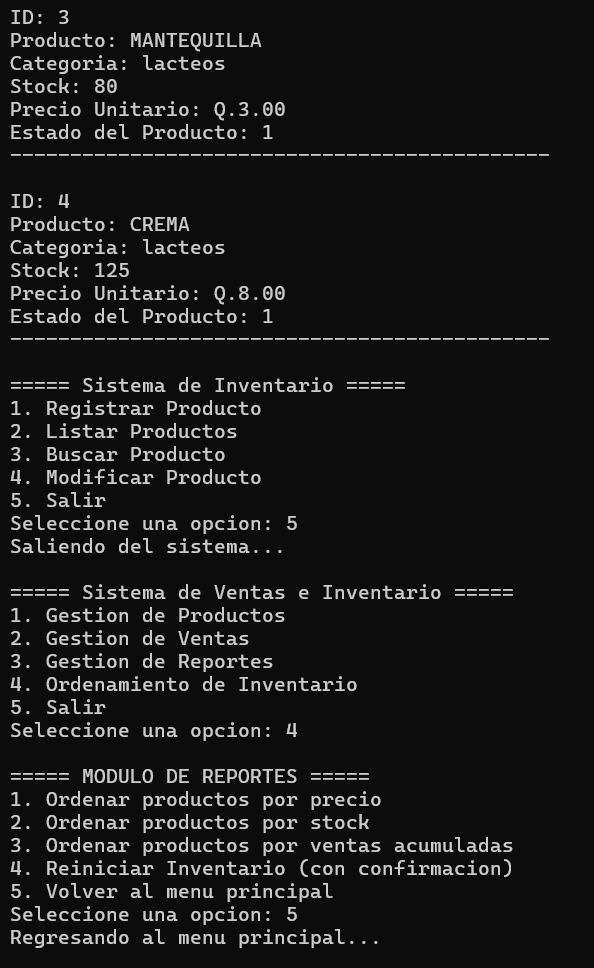 ID: 3
Producto: MANTEQUILLA
Categoria: lacteos
Stock: 80
Precio Unitario: Q.3.00
Estado del Producto: 1
---------------------------------------------
ID: 4
Producto: CREMA
Categoria: lacteos
Stock: 125
Precio Unitario: Q.8.00
Estado del Producto: 1
---------------------------------------------
===== Sistema de Inventario =====
1. Registrar Producto
2. Listar Productos
3. Buscar Producto
4. Modificar Producto
5. Salir
Seleccione una opcion: 5
Saliendo del sistema...
===== Sistema de Ventas e Inventario =====
1. Gestion de Productos
2. Gestion de Ventas
3. Gestion de Reportes
4. Ordenamiento de Inventario
5. Salir
Seleccione una opcion: 4
===== MODULO DE REPORTES =====
1. Ordenar productos por precio
2. Ordenar productos por stock
3. Ordenar productos por ventas acumuladas
4. Reiniciar Inventario (con confirmacion)
5. Volver al menu principal
Seleccione una opcion: 5
Regresando al menu principal...